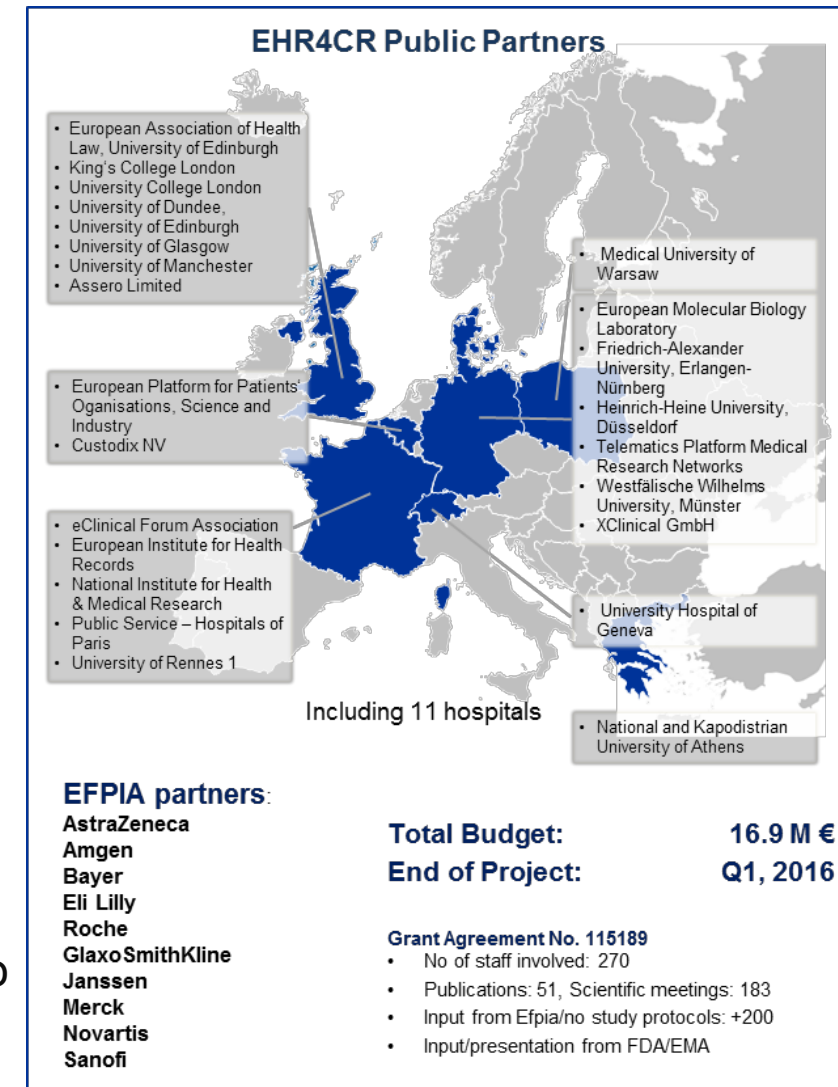 EHR4CR Public Partners
• European Association of Health
Law, University of Edinburgh
• King's College London
• University College London
• University of Dundee,
• University of Edinburgh
• University of Glasgow
• University of Manchester
• Assero Limited
• European Platform for Patients'
Oganisations, Science and
Industry
• Custodix NV
• eClinical Forum Association
• European Institute for Health
Records
• National Institute for Health
& Medical Research
• Public Service – Hospitals of
Paris
• University of Rennes 1
• Medical University of
Warsaw
• European Molecular Biology
Laboratory
• Friedrich-Alexander
University, Erlangen-
Nürnberg
• Heinrich-Heine University,
Düsseldorf
• Telematics Platform Medical
Research Networks
• Westfälische Wilhelms
University, Münster
• XClinical GmbH
• University Hospital of
Geneva
• National and Kapodistrian
University of Athens
Including 11 hospitals
EFPIA partners:
AstraZeneca
Amgen
Bayer
Eli Lilly
Roche
GlaxoSmithKline
Janssen
Merck
Novartis
Sanofi
Total Budget: 16.9 M €
End of Project: Q1, 2016
Grant Agreement No. 115189
• No of staff involved: 270
• Publications: 51, Scientific meetings: 183
• Input from Efpia/no study protocols: +200
• Input/presentation from FDA/EMA